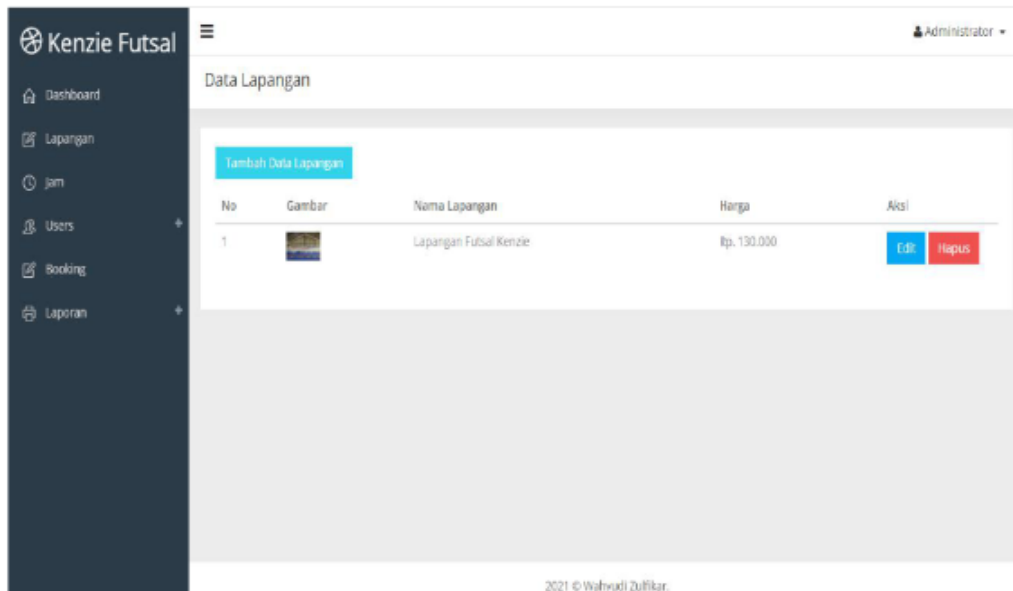 Kenzie Futsal
Administrator
Data Lapangan
Dashboard
Lapangan
Jam
Users +
Booking
Laporan +
Tambah Data Lapangan
No Gambar Nama Lapangan Harga Aksi
1 Lapangan Futsal Kenzie Rp. 130.000 Edit Hapus
2021 © Wahyudi Zulfikar.